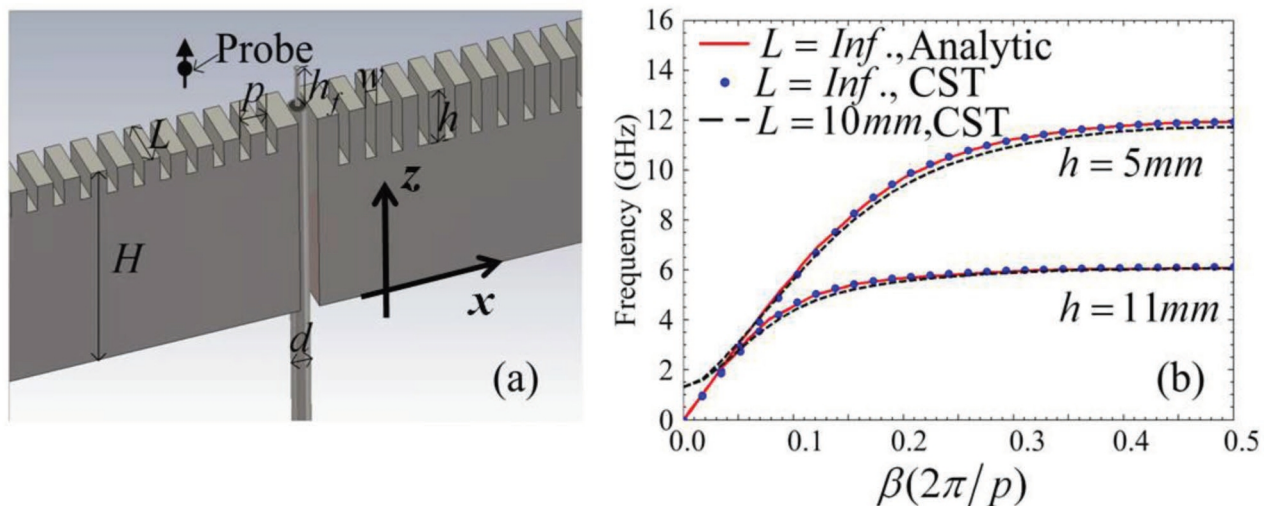 Probe
h_f
w
p
h
L
z
H
x
d
(a)
16
14
12
10
8
6
4
2
0
Frequency (GHz)
L = Inf ., Analytic
L = Inf ., CST
L = 10mm,CST
h = 5mm
h = 11mm
(b)
0.0 0.1 0.2 0.3 0.4 0.5
β(2π/p)